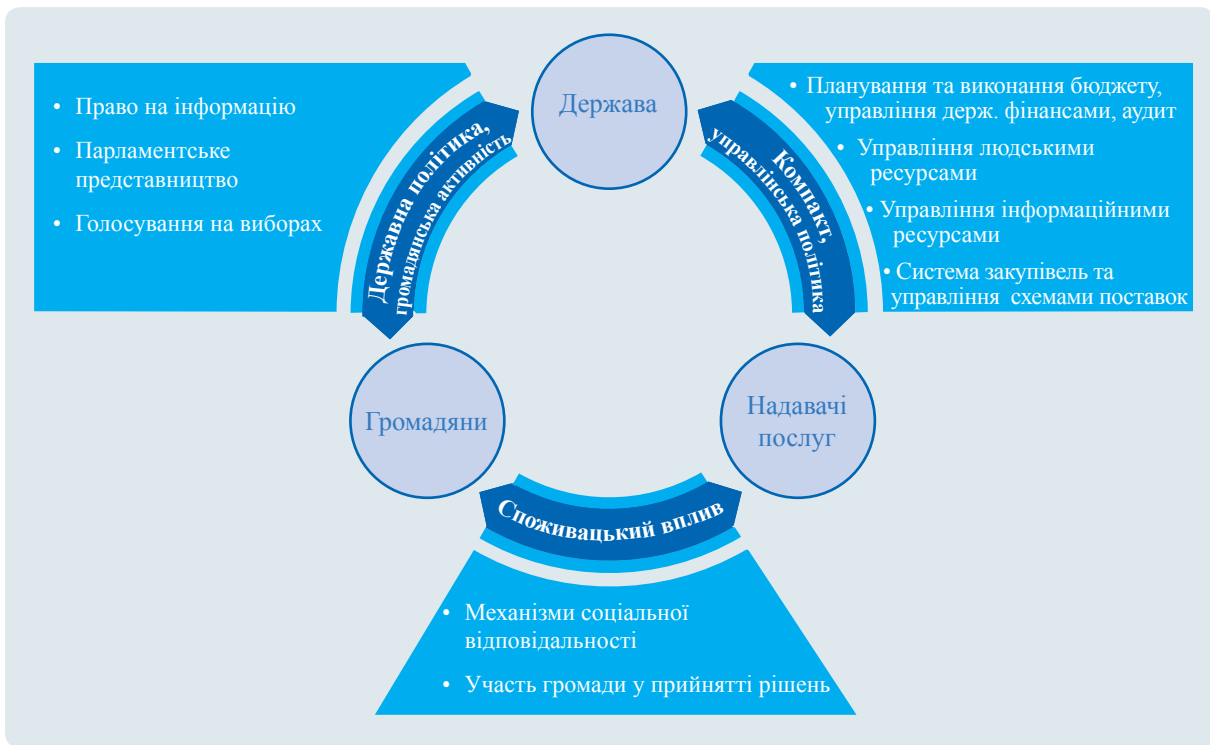 Держава
• Право на інформацію
• Парламентське
представництво
• Голосування на виборах
Державна політика,
громадянська активність
Компакт,
управлінська політика
• Планування та виконання бюджету,
управління держ. фінансами, аудит
• Управління людськими
ресурсами
• Управління інформаційними
ресурсами
• Система закупівель та
управління схемами поставок
Громадяни
Надавачі
послуг
Споживацький вплив
• Механізми соціальної
відповідальності
• Участь громади у прийнятті рішень